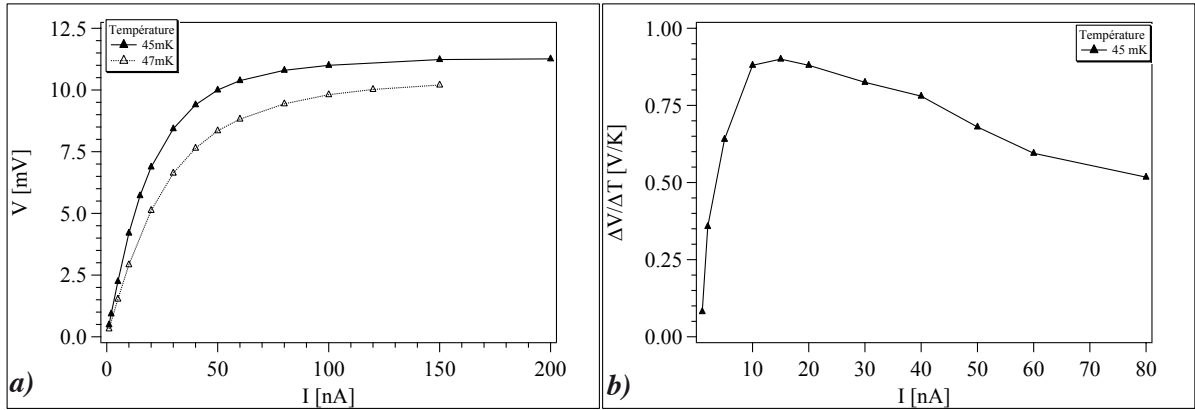 Température
45mK
47mK
12.5
10.0
7.5
5.0
2.5
0.0
V [mV]
0 50 100 150 200
I [nA]
a)
Température
45 mK
1.00
0.75
0.50
0.25
0.00
ΔV/ΔT [V/K]
10 20 30 40 50 60 70 80
I [nA]
b)